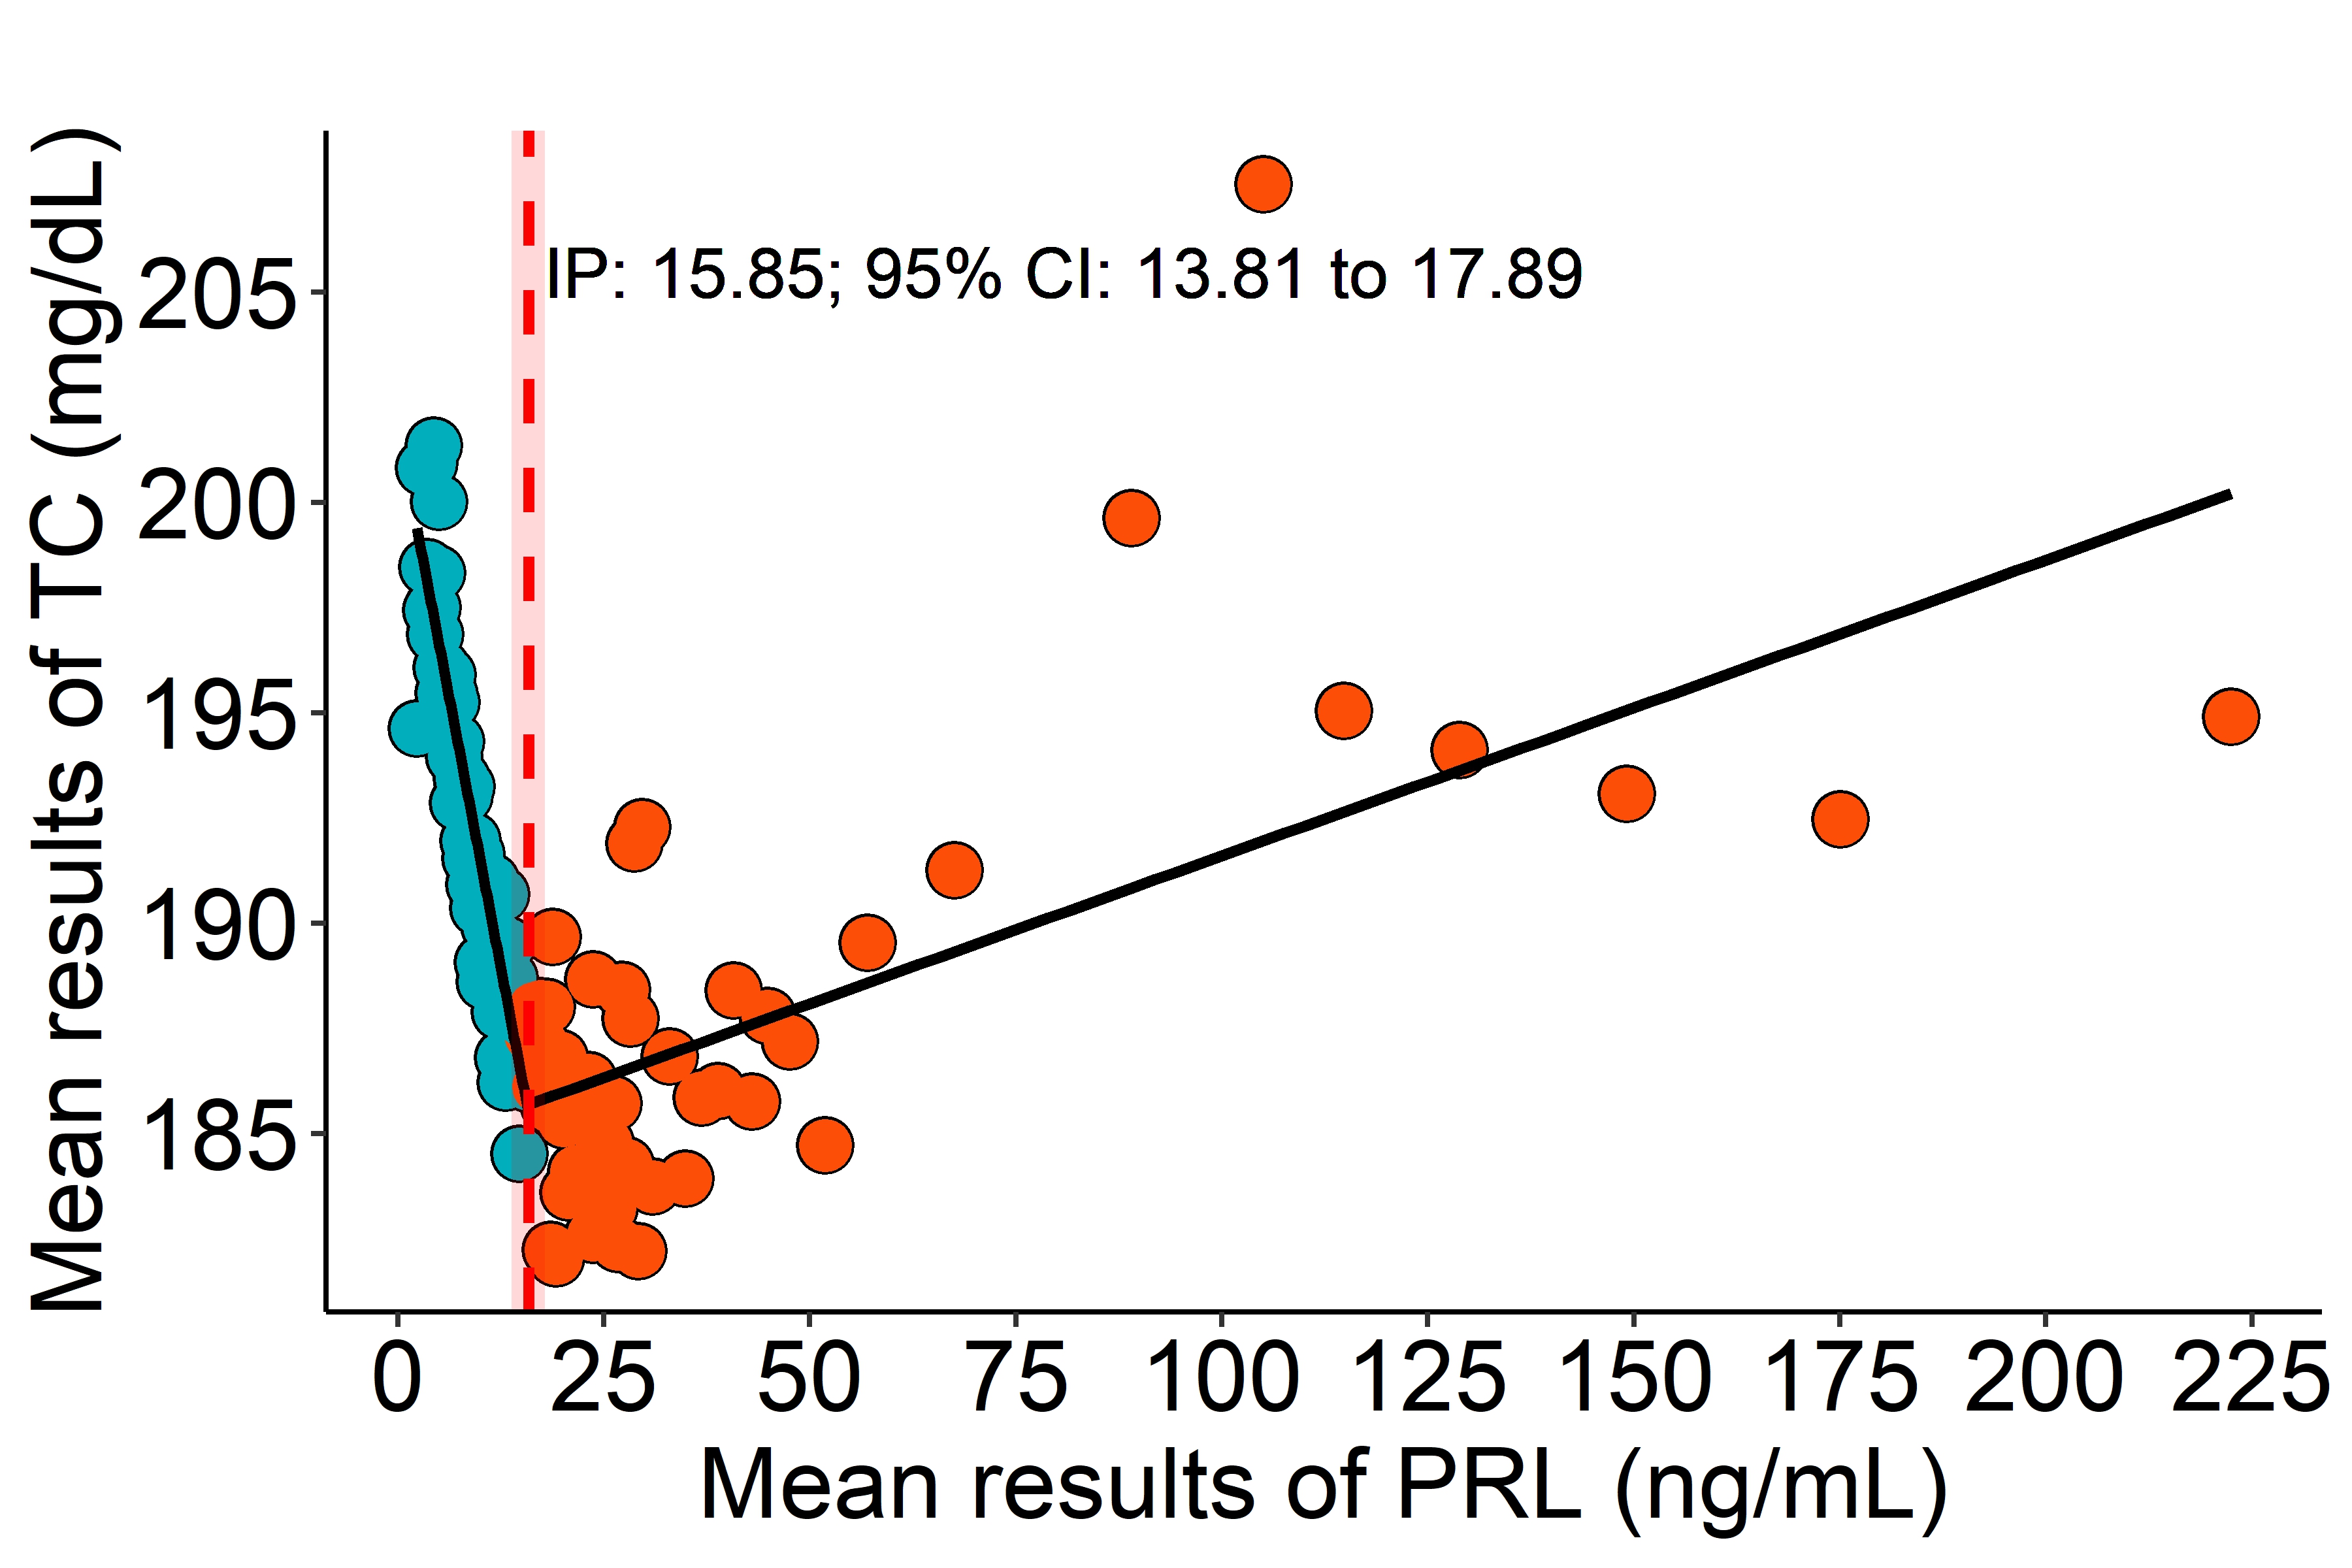 Mean results of TC (mg/dL)
205
200
195
190
185
IP: 15.85; 95% CI: 13.81 to 17.89
0 25 50 75 100 125 150 175 200 225
Mean results of PRL (ng/mL)